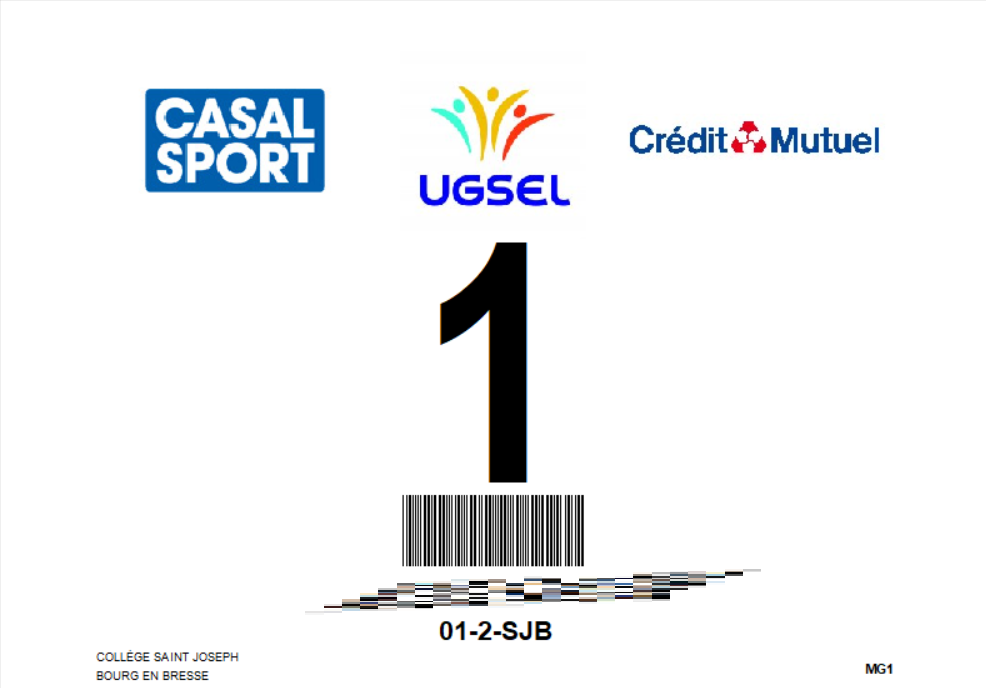 CASAL
SPORT
UGSEL
Crédit Mutuel
1
01-2-SJB
COLLÈGE SAINT JOSEPH
BOURG EN BRESSE
MG1